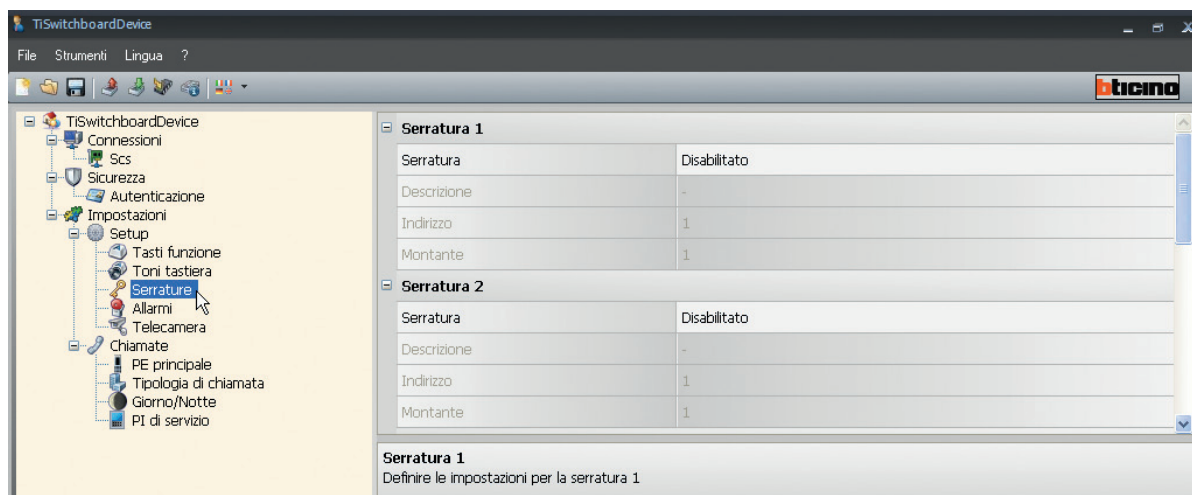 TiSwitchboardDevice
File Strumenti Lingua ?
bticino
TiSwitchboardDevice
Connessioni
Scs
Sicurezza
Autenticazione
Impostazioni
Setup
Tasti funzione
Toni tastiera
Serrature
Allarmi
Telecamera
Chiamate
PE principale
Tipologia di chiamata
Giorno/Notte
PI di servizio
Serratura 1
Serratura Disabilitato
Descrizione -
Indirizzo 1
Montante 1
Serratura 2
Serratura Disabilitato
Descrizione -
Indirizzo 1
Montante 1
Serratura 1
Definire le impostazioni per la serratura 1